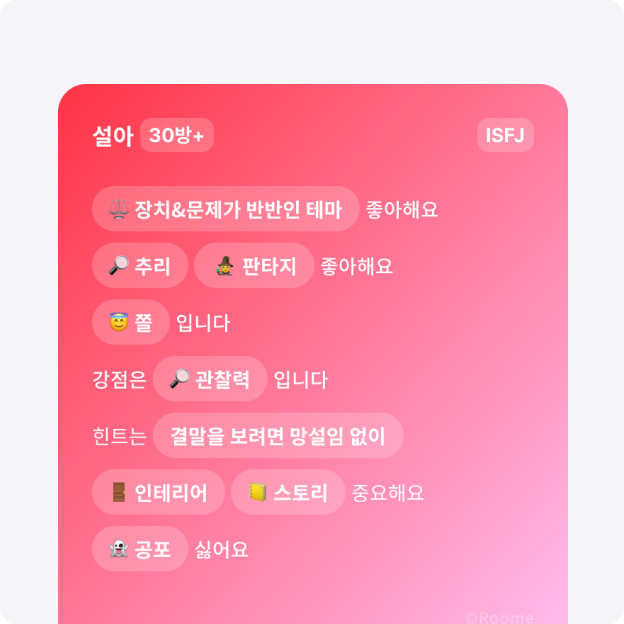 설아 30방+ ISFJ
장치&문제가 반반인 테마 좋아해요
추리 판타지 좋아해요
쫄 입니다
강점은 관찰력 입니다
힌트는 결말을 보려면 망설임 없이
인테리어 스토리 중요해요
공포 싫어요
©Roome